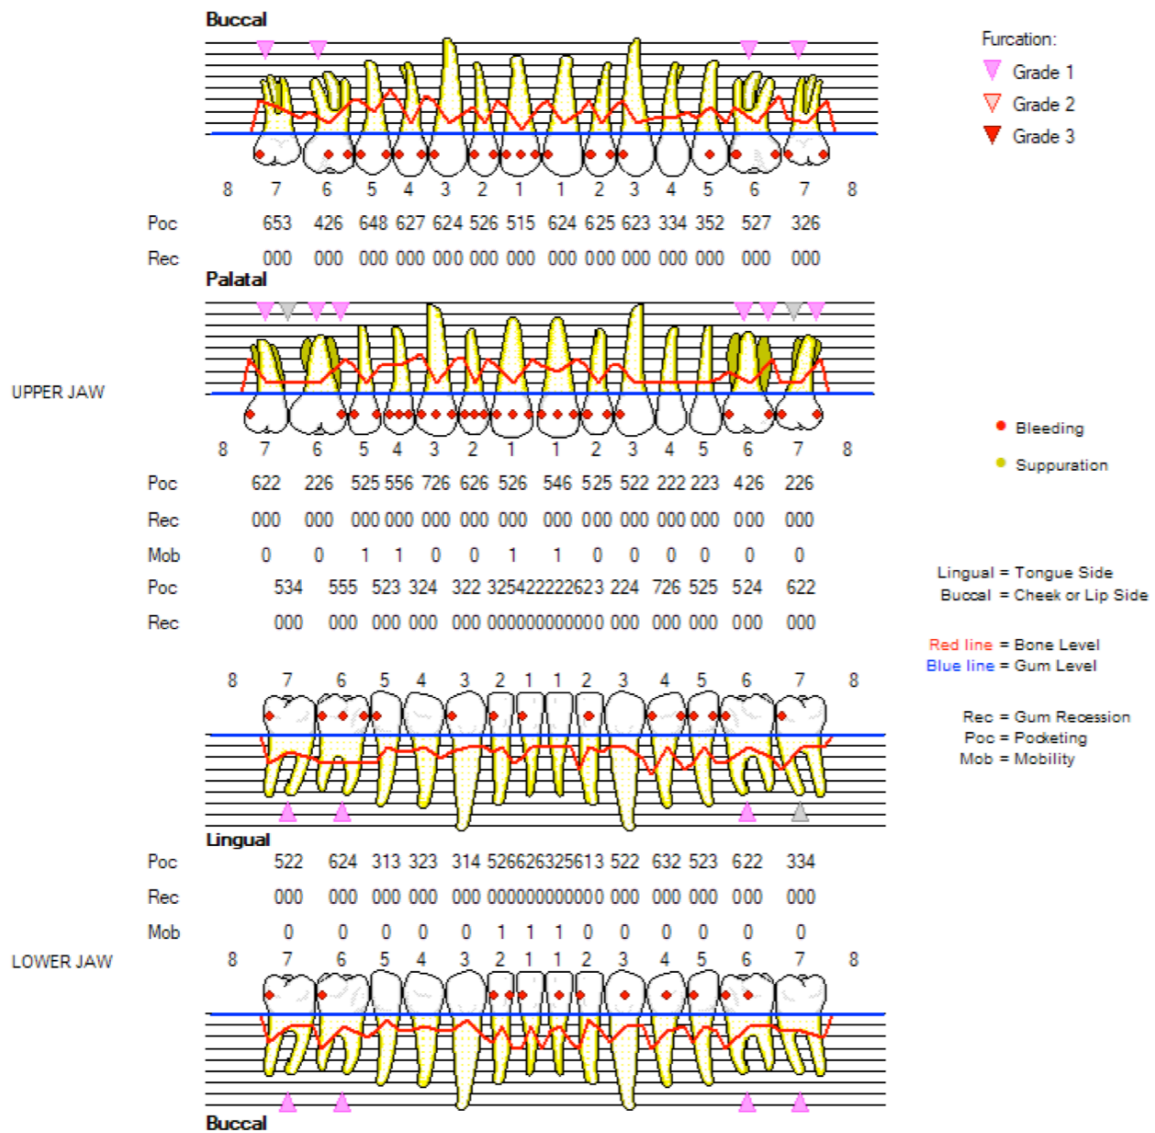 Buccal
Furcation:
Grade 1
Grade 2
Grade 3
8 7 6 5 4 3 2 1 1 2 3 4 5 6 7 8
Poc 653 426 648 627 624 526 515 624 625 623 334 352 527 326
Rec 000 000 000 000 000 000 000 000 000 000 000 000 000 000
Palatal
UPPER JAW
Bleeding
8 7 6 5 4 3 2 1 1 2 3 4 5 6 7 8
Suppuration
Poc 622 226 525 556 726 626 526 546 525 522 222 223 426 226
Rec 000 000 000 000 000 000 000 000 000 000 000 000 000 000
Mob 0 0 1 1 0 0 1 1 0 0 0 0 0 0
Poc 534 555 523 324 322 325422222623 224 726 525 524 622
Rec 000 000 000 000 000 000000000000 000 000 000 000 000
Lingual = Tongue Side
Buccal = Cheek or Lip Side
Red line = Bone Level
Blue line = Gum Level
8 7 6 5 4 3 2 1 1 2 3 4 5 6 7 8
Rec = Gum Recession
Poc = Pocketing
Mob = Mobility
Lingual
Poc 522 624 313 323 314 526626325613 522 632 523 622 334
Rec 000 000 000 000 000 000000000000 000 000 000 000 000
Mob 0 0 0 0 0 1 1 1 0 0 0 0 0 0
LOWER JAW 8 7 6 5 4 3 2 1 1 2 3 4 5 6 7 8
Buccal